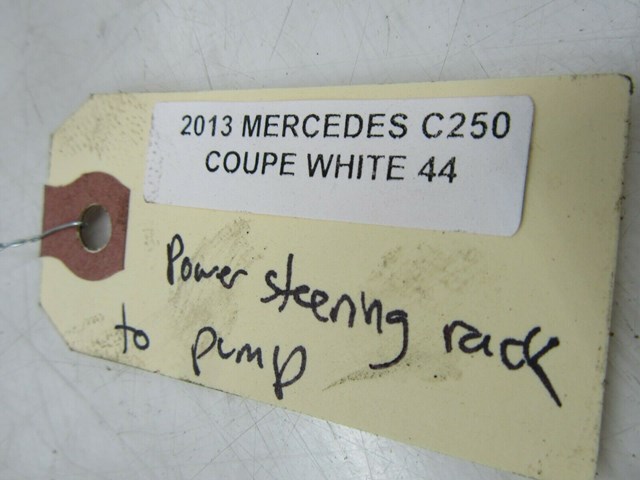 2013 MERCEDES C250
COUPE WHITE 44
Power steering rack
to pump